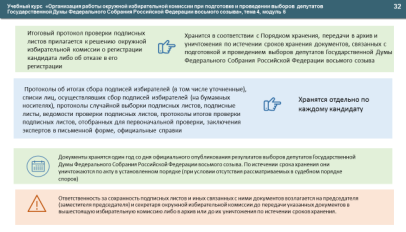 Учебный курс «Организация работы окружной избирательной комиссии при подготовке и проведении выборов депутатов
Государственной Думы Федерального Собрания Российской Федерации восьмого созыва», тема 4, модуль 6
32
Итоговый протокол проверки подписных
листов прилагается к решению окружной
избирательной комиссии о регистрации
кандидата либо об отказе в его
регистрации
Хранится в соответствии с Порядком хранения, передачи в архив и
уничтожения по истечении сроков хранения документов, связанных с
подготовкой и проведением выборов депутатов Государственной Думы
Федерального Собрания Российской Федерации восьмого созыва
Протоколы об итогах сбора подписей избирателей (в том числе уточненные),
списки лиц, осуществлявших сбор подписей избирателей (на бумажных
носителях), протоколы случайной выборки подписных листов, подписные
листы, ведомости проверки подписных листов, протоколы итогов проверки
подписных листов, отобранных для первоначальной проверки, заключения
экспертов в письменной форме, официальные справки
Хранятся отдельно по
каждому кандидату
Документы хранятся один год со дня официального опубликования результатов выборов депутатов Государственной
Думы Федерального Собрания Российской Федерации восьмого созыва. По истечении срока хранения они
уничтожаются по акту в установленном порядке (при условии отсутствия рассматриваемых в судебном порядке
споров)
Ответственность за сохранность подписных листов и иных связанных с ними документов возлагается на председателя
(заместителя председателя) и секретаря окружной избирательной комиссии до передачи указанных документов в
вышестоящую избирательную комиссию либо в архив или до их уничтожения по истечении сроков хранения.